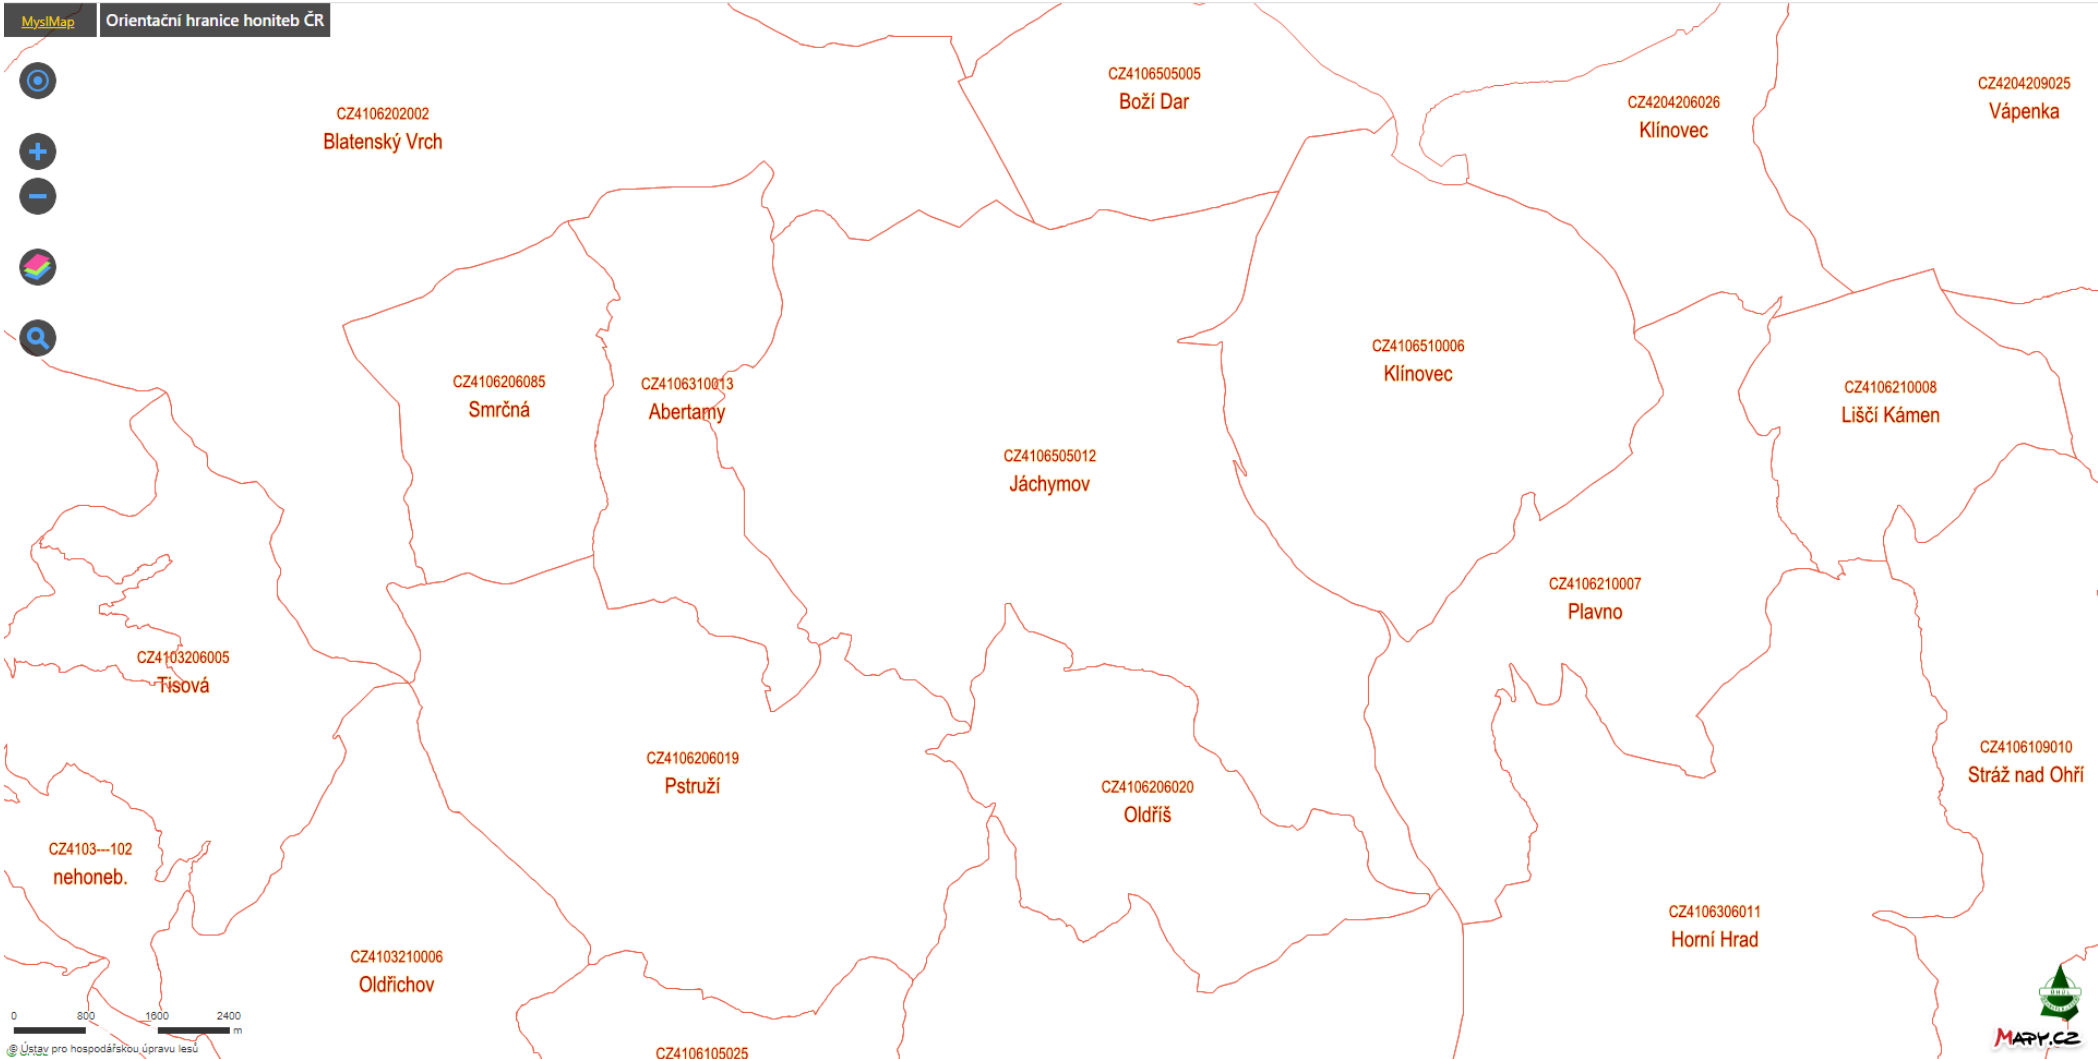 MyslMap
Orientační hranice honiteb ČR
CZ4106505005
Boží Dar
CZ4204209025
Vápenka
CZ4204206026
Klínovec
CZ4106202002
Blatenský Vrch
CZ4106510006
Klínovec
CZ4106206085
Smrčná
CZ4106310013
Abertamy
CZ4106210008
Liščí Kámen
CZ4106505012
Jáchymov
CZ4106210007
Plavno
CZ4103206005
Tisová
CZ4106206019
Pstruží
CZ4106109010
Stráž nad Ohří
CZ4106206020
Oldříš
CZ4103---102
nehoneb.
CZ4106306011
Horní Hrad
CZ4103210006
Oldřichov
0 800 1600 2400
m
© Ústav pro hospodářskou úpravu lesů
CZ4106105025
MAPY.CZ